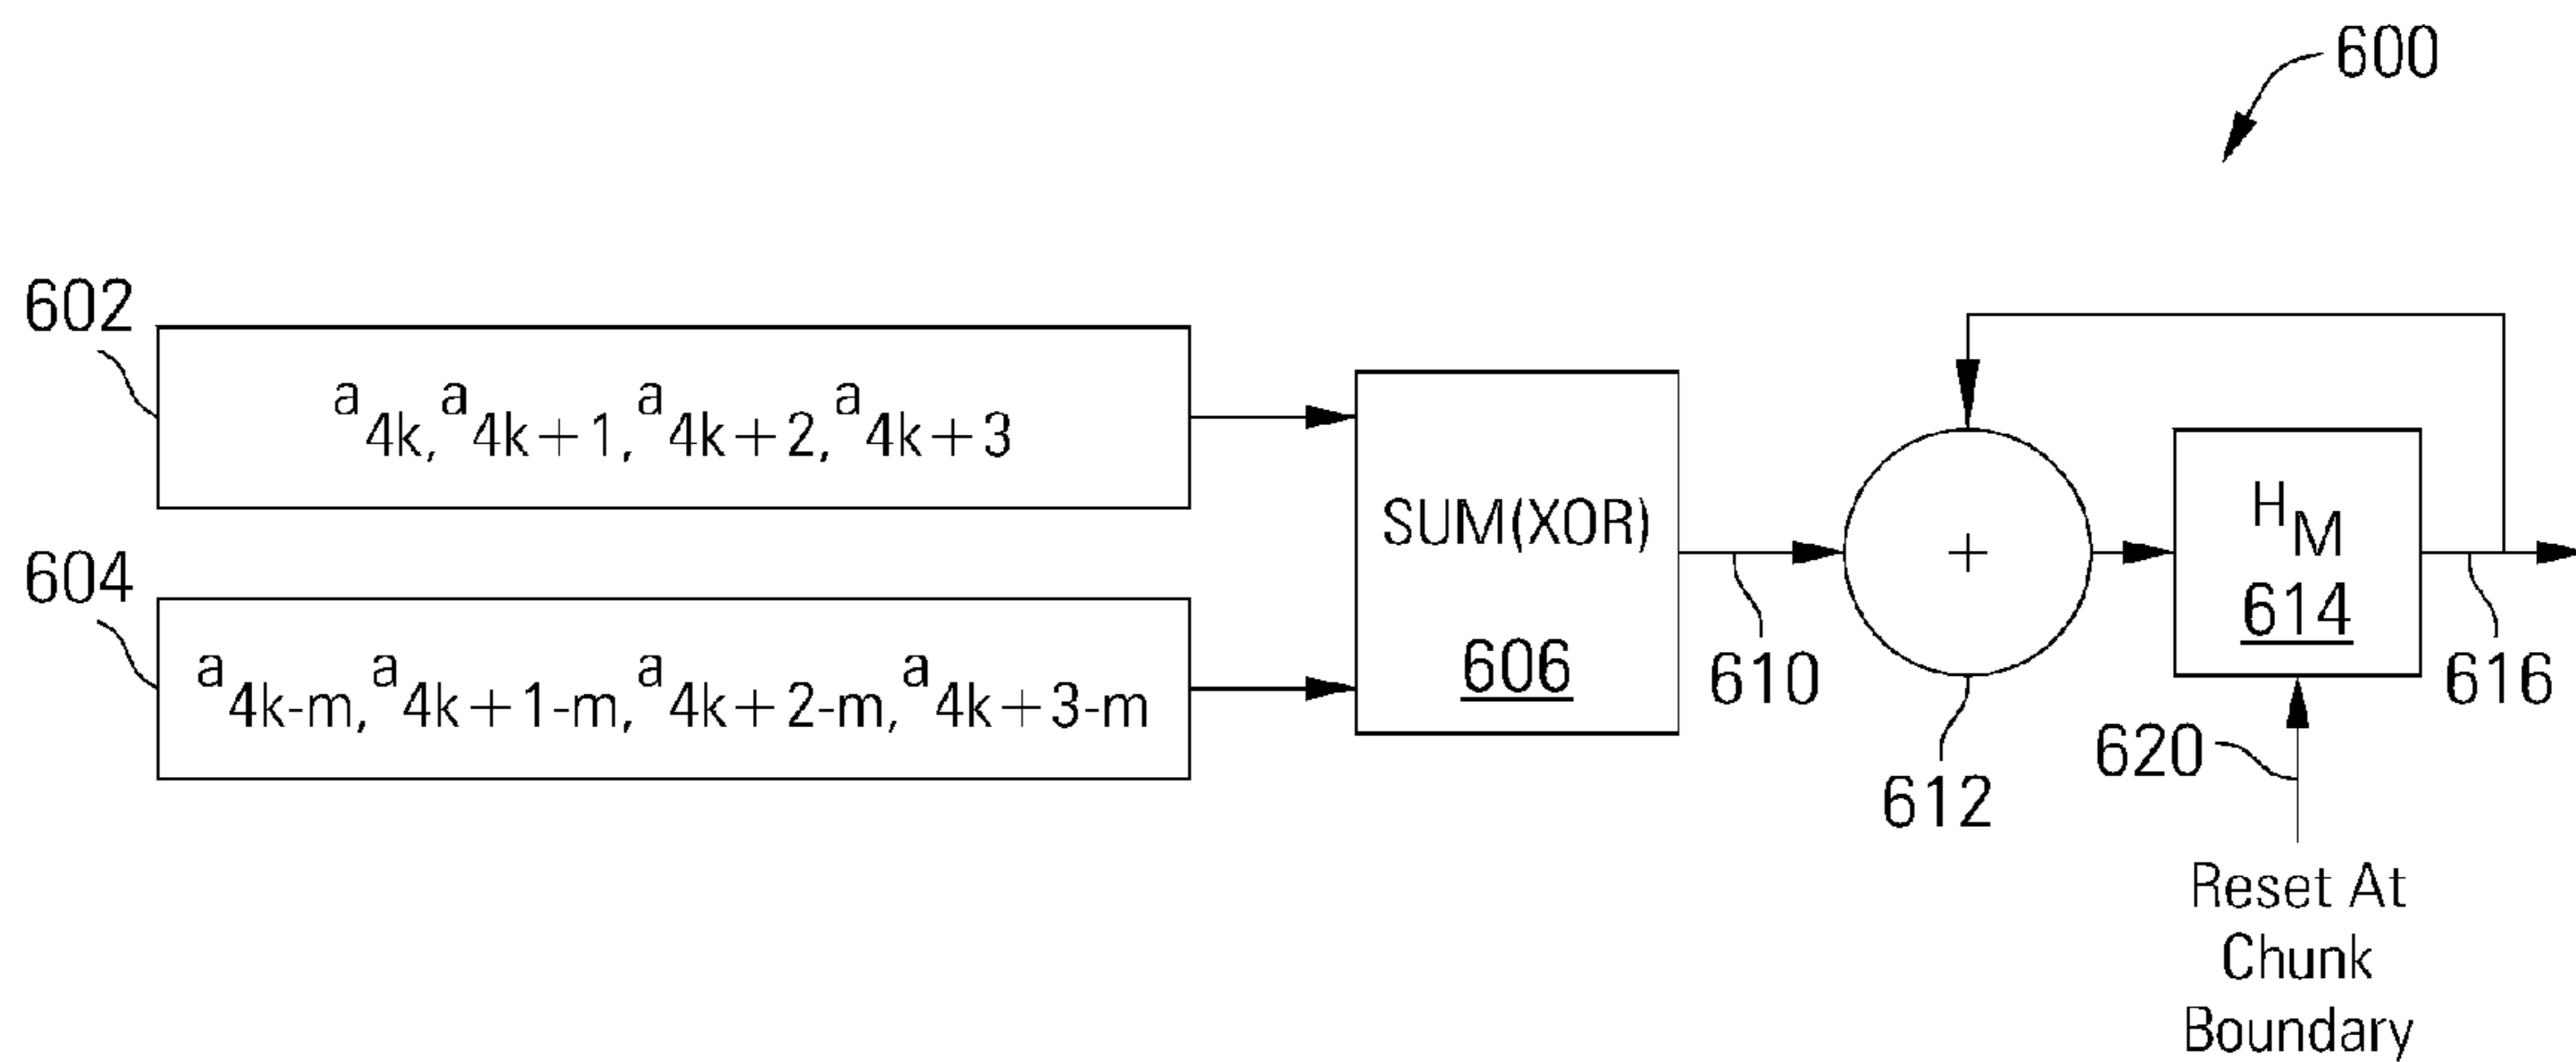 600
602
a4k, a4k+1, a4k+2, a4k+3
604
a4k-m, a4k+1-m, a4k+2-m, a4k+3-m
SUM(XOR)
606
610
+
612
HM
614
616
620
Reset At
Chunk
Boundary